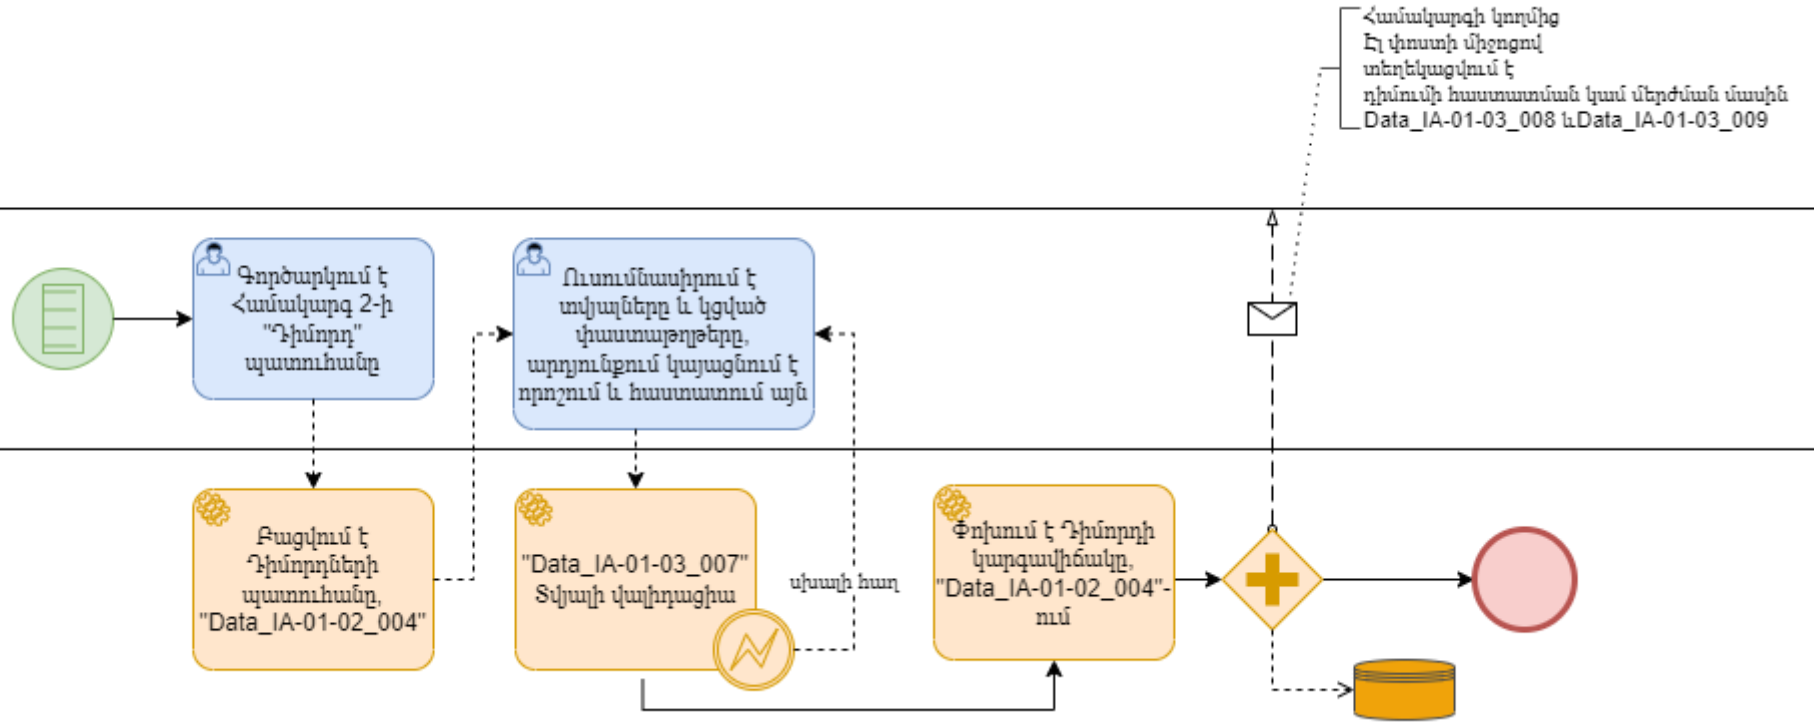 Համակարգի կողմից
Էլ փոստի միջոցով
տեղեկացվում է
դիմումի հաստատման կամ մերժման մասին
Data_IA-01-03_008 ևData_IA-01-03_009
Գործարկում է
Համակարգ 2-ի
"Դիմորդ"
պատուհանը
Ուսումնասիրում է
տվյալները և կցված
փաստաթղթերը,
արդյունքում կայացնում է
որոշում և հաստատում այն
Բացվում է
Դիմորդների
պատուհանը,
"Data_IA-01-02_004"
"Data_IA-01-03_007"
Տվյալի վալիդացիա
սխալի հաղ
Փոխում է Դիմորդի
կարգավիճակը,
"Data_IA-01-02_004"-
ում